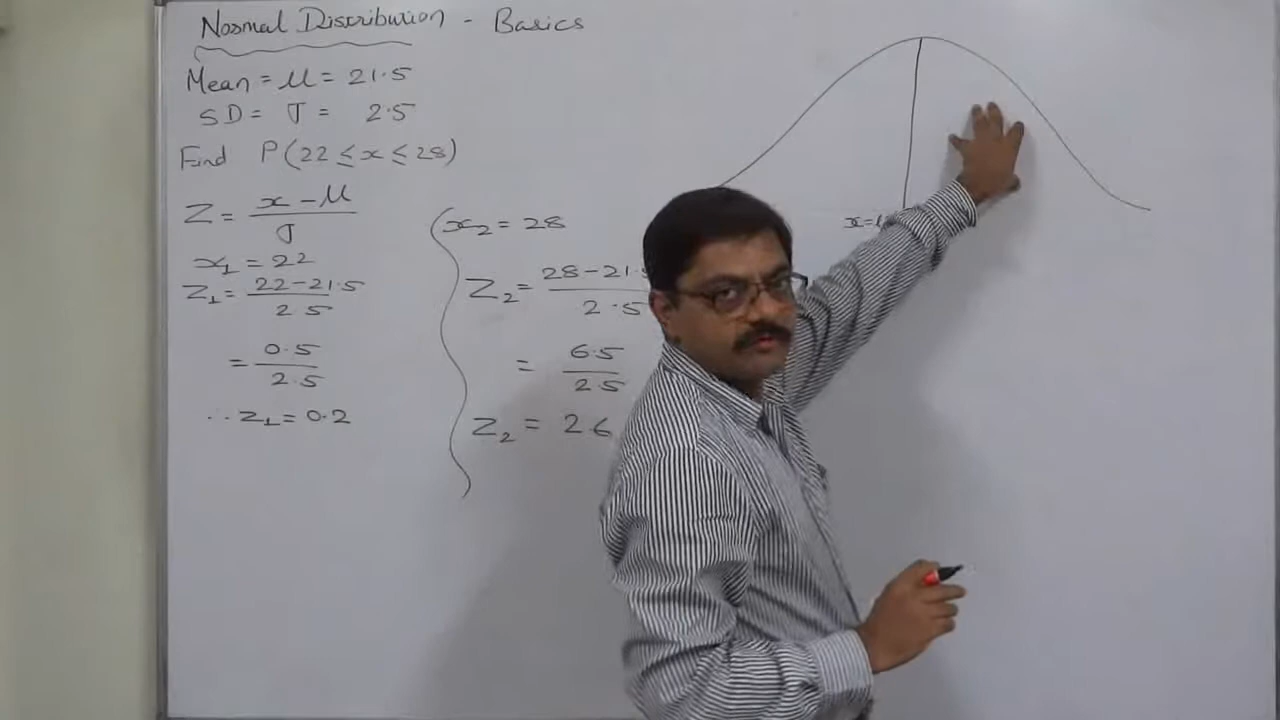 Normal Distribution - Basics
Mean = μ = 21.5
SD = σ = 2.5
Find P(22 ≤ x ≤ 28)
Z = x - μ / σ
x₁ = 22
Z₁ = 22 - 21.5 / 2.5
= 0.5 / 2.5
∴ Z₁ = 0.2
x₂ = 28
Z₂ = 28 - 21. / 2.5
= 6.5 / 2.5
Z₂ = 2.6
x =